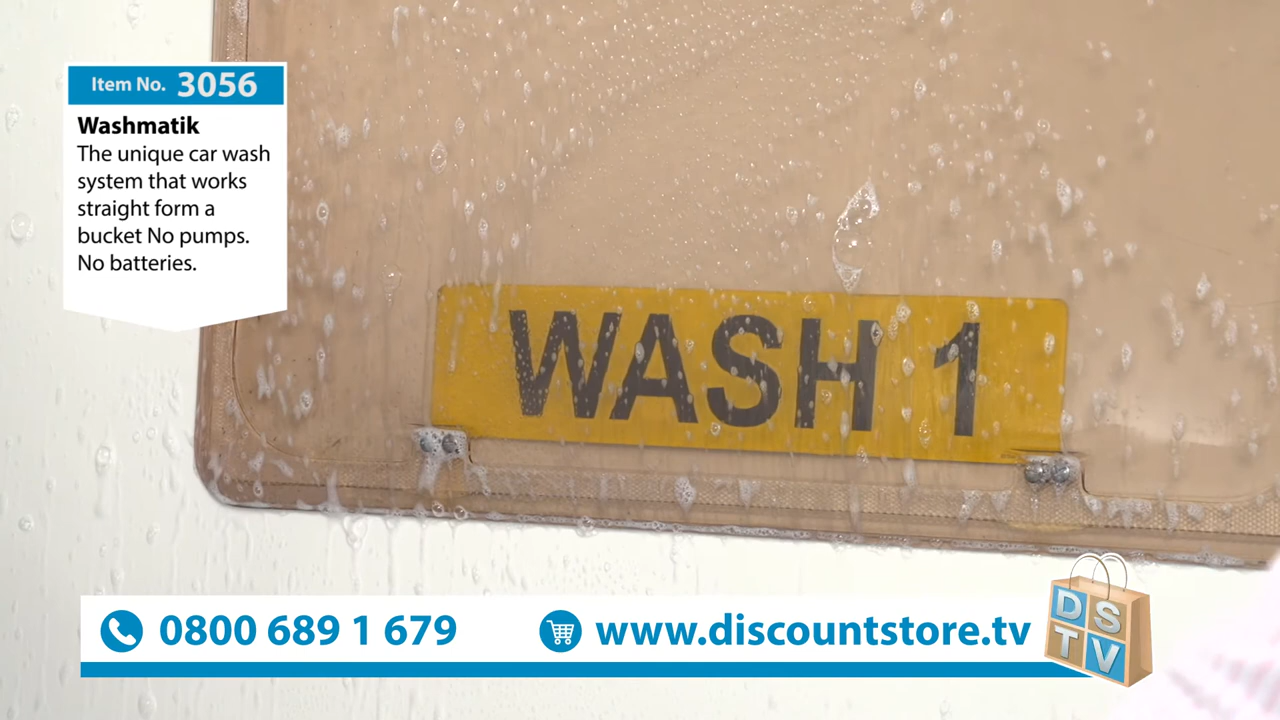 Item No. 3056
Washmatik
The unique car wash
system that works
straight form a
bucket No pumps.
No batteries.
WASH 1
0800 689 1 679
www.discountstore.tv
DS
TV